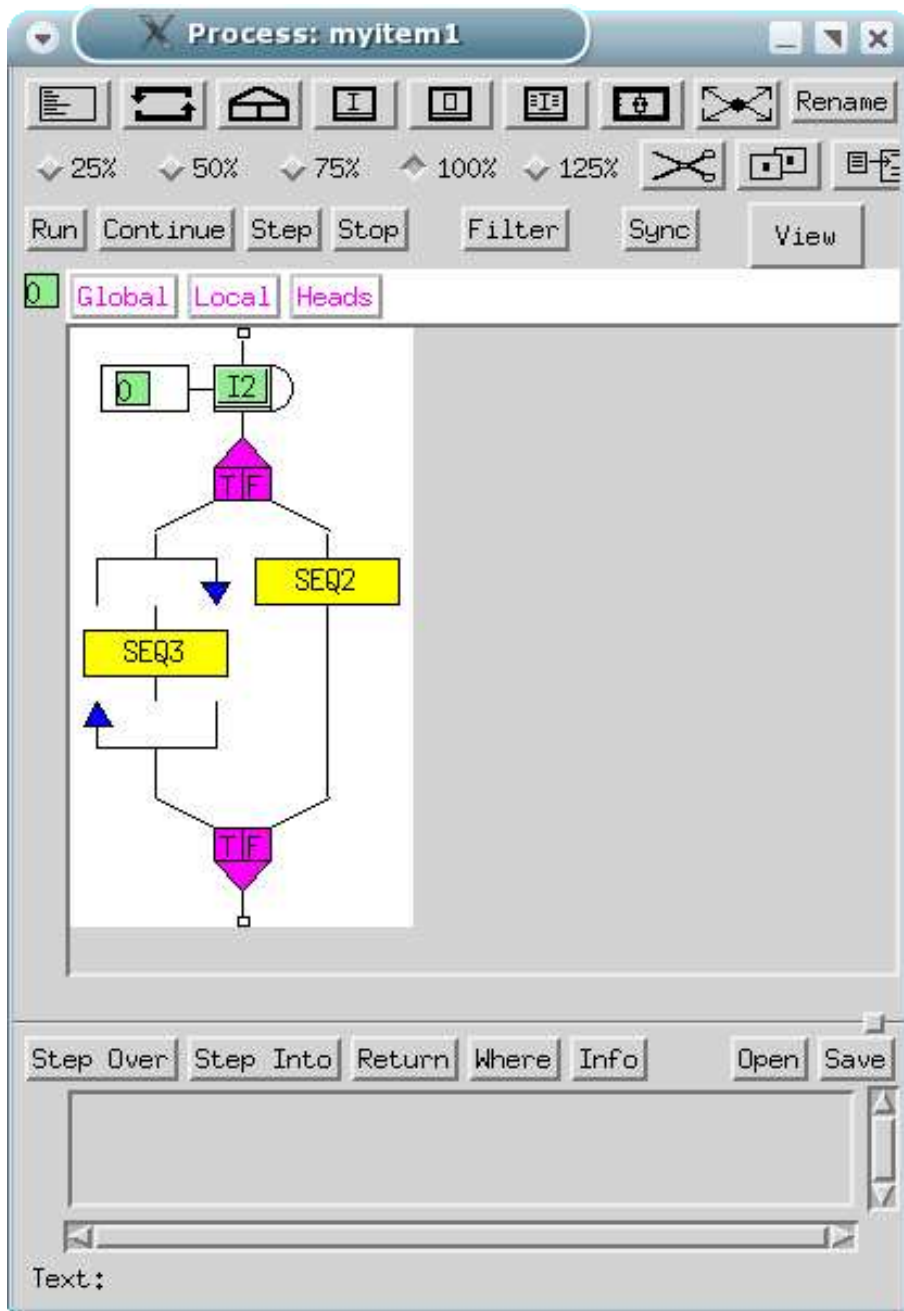 Process: myitem1
I O I Rename
25% 50% 75% 100% 125%
Run Continue Step Stop Filter Sync View
0 Global Local Heads
0 I2
T F
SEQ2
SEQ3
T F
Step Over Step Into Return Where Info Open Save
Text: